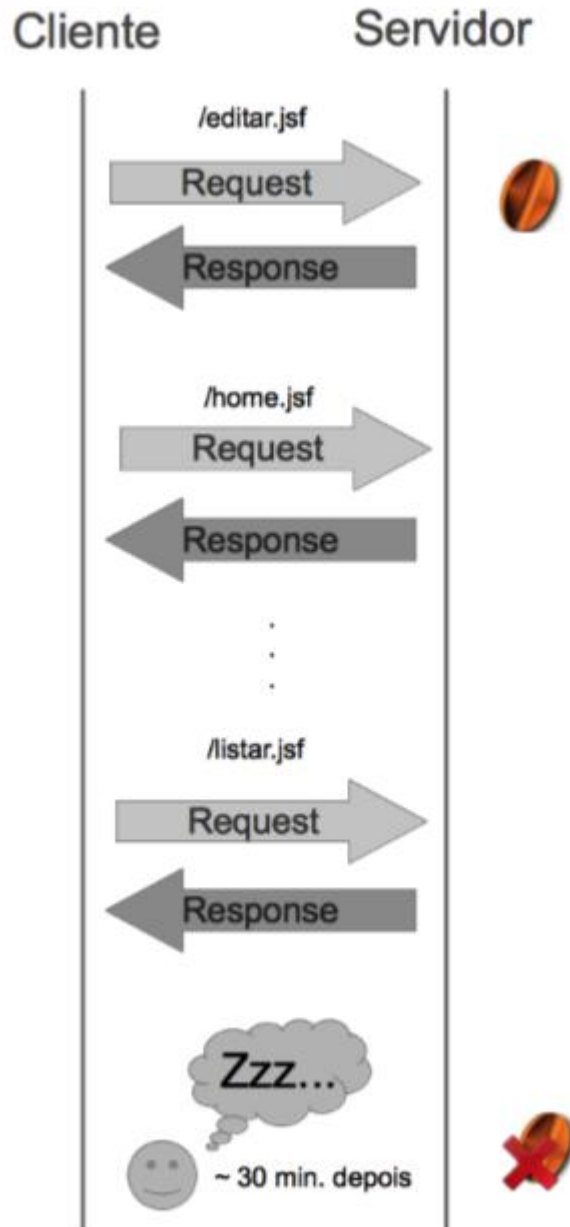 Cliente Servidor
/editar.jsf
Request
Response
/home.jsf
Request
Response
.
.
.
/listar.jsf
Request
Response
Zzz...
~ 30 min. depois